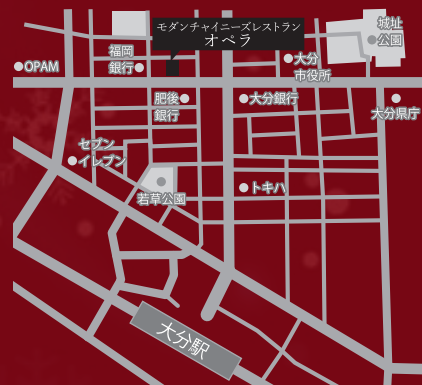 モダンチャイニーズレストラン
オペラ
城址
公園
福岡
銀行
OPAM
大分
市役所
肥後
銀行
大分銀行
大分県庁
セブン
イレブン
若草公園
トキハ
大分駅